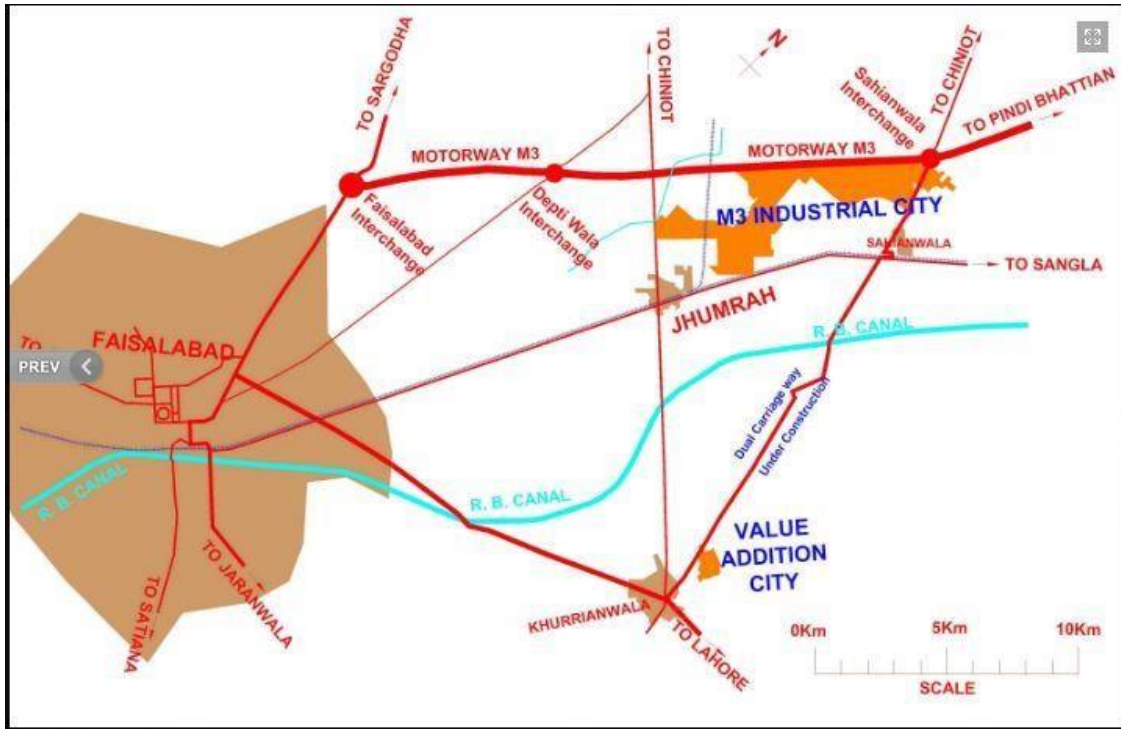 TO SARGODHA
TO CHINIOT
N
Sahianwala
Interchange
TO CHINIOT
TO PINDI BHATTIAN
MOTORWAY M3
MOTORWAY M3
Faisalabad
Interchange
Depti Wala
Interchange
M3 INDUSTRIAL CITY
SAHIANWALA
TO SANGLA
JHUMRAH
R. B. CANAL
FAISALABAD
TO
PREV
Dual Carriage way
Under Construction
R. B. CANAL
R. B. CANAL
VALUE
ADDITION
CITY
TO SATIANA
TO JARANWALA
KHURRIANWALA
TO LAHORE
0Km
5Km
10Km
SCALE